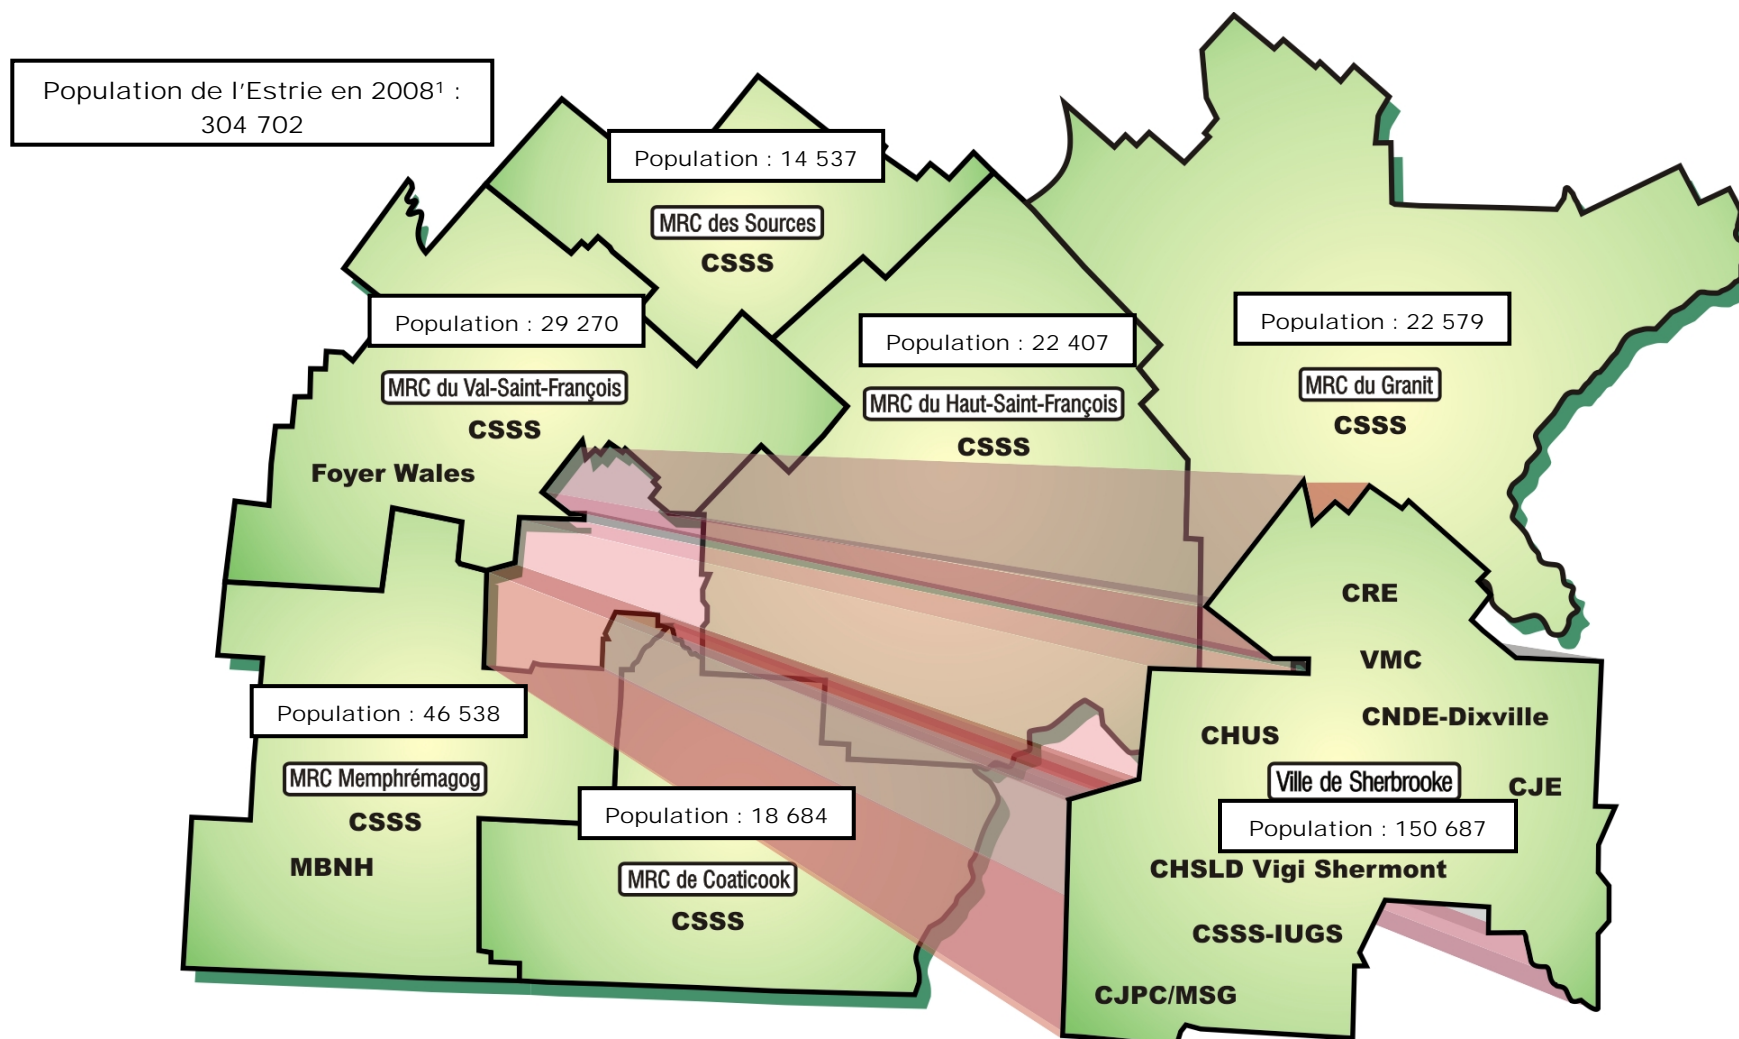 Population de l'Estrie en 2008¹ :
304 702
Population : 14 537
MRC des Sources
CSSS
Population : 29 270
MRC du Val-Saint-François
CSSS
Foyer Wales
Population : 22 407
MRC du Haut-Saint-François
CSSS
Population : 22 579
MRC du Granit
CSSS
Population : 46 538
MRC Memphrémagog
CSSS
MBNH
Population : 18 684
MRC de Coaticook
CSSS
CRE
VMC
CNDE-Dixville
CHUS
Ville de Sherbrooke
CJE
Population : 150 687
CHSLD Vigi Shermont
CSSS-IUGS
CJPC/MSG